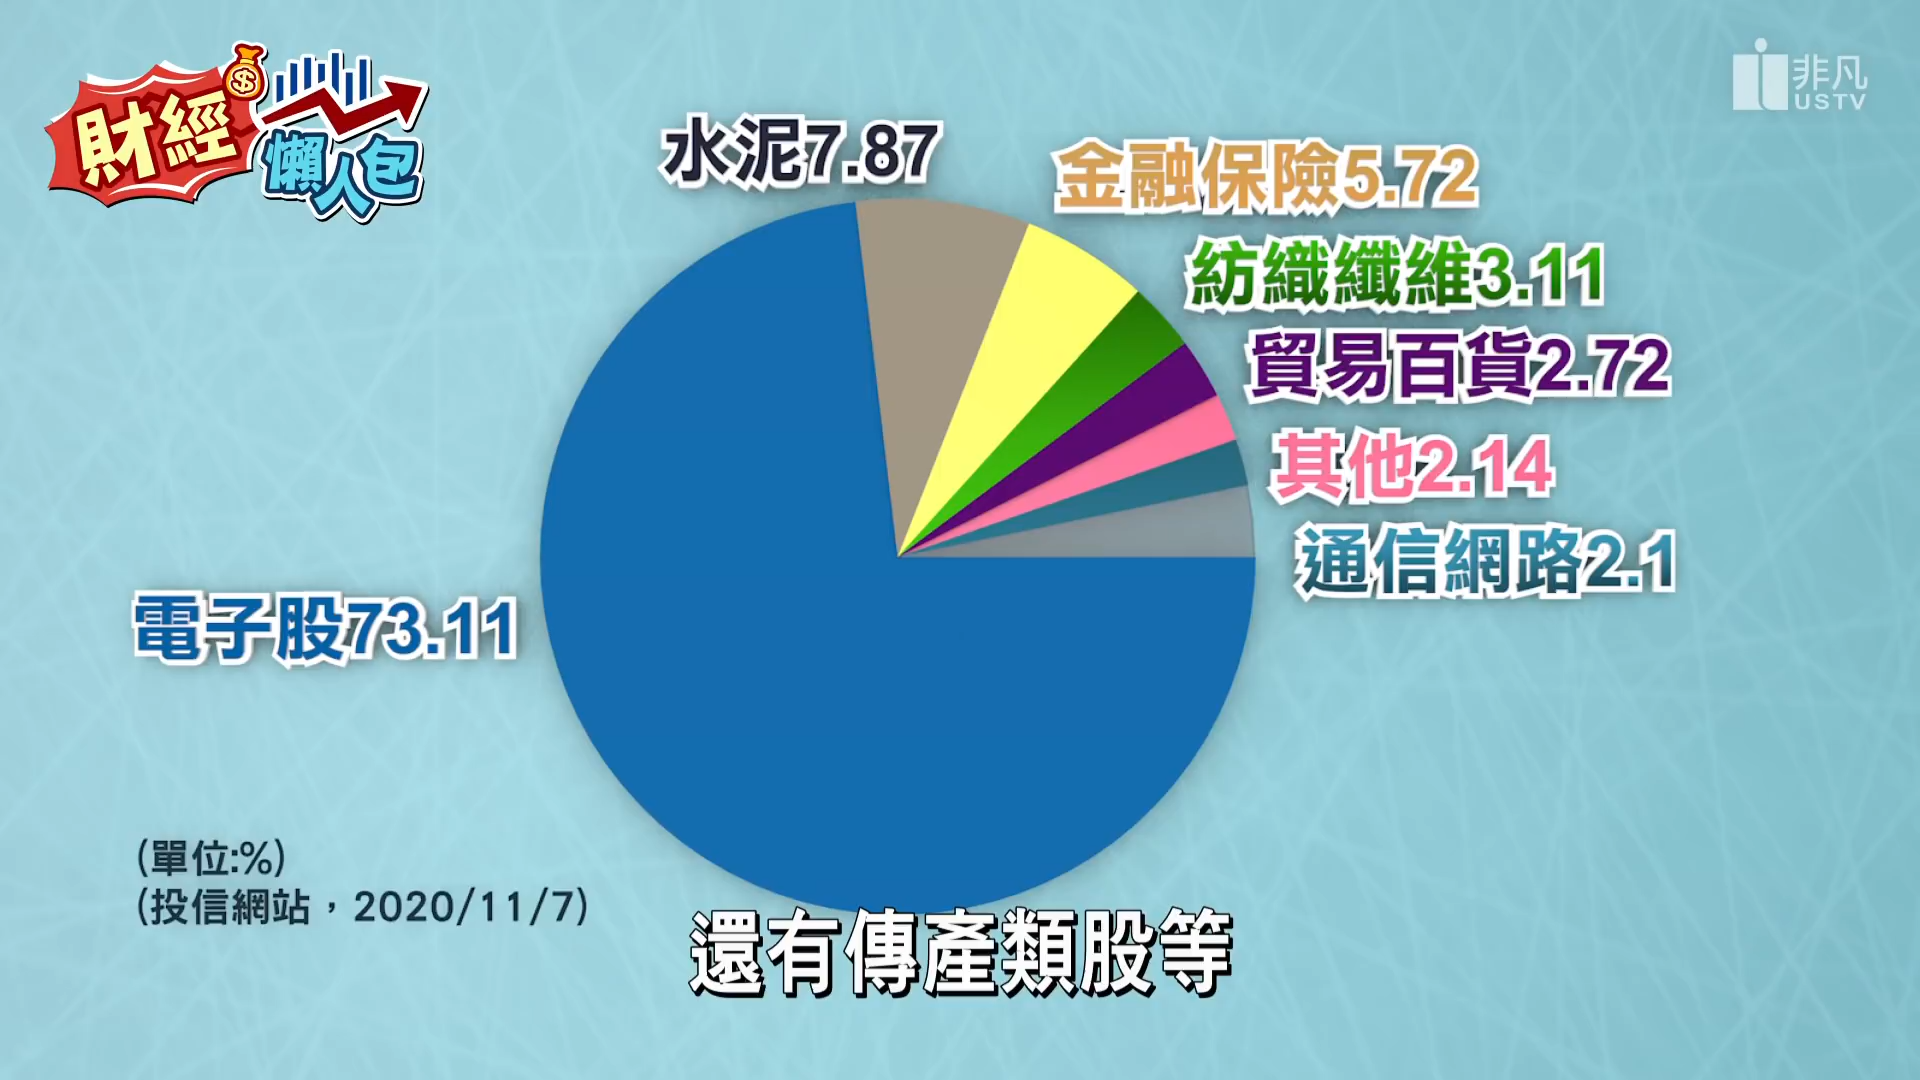 財經
懶人包
非凡
USTV
水泥7.87
金融保險5.72
紡織纖維3.11
貿易百貨2.72
其他2.14
通信網路2.1
電子股73.11
(單位:%)
(投信網站，2020/11/7)
還有傳產類股等